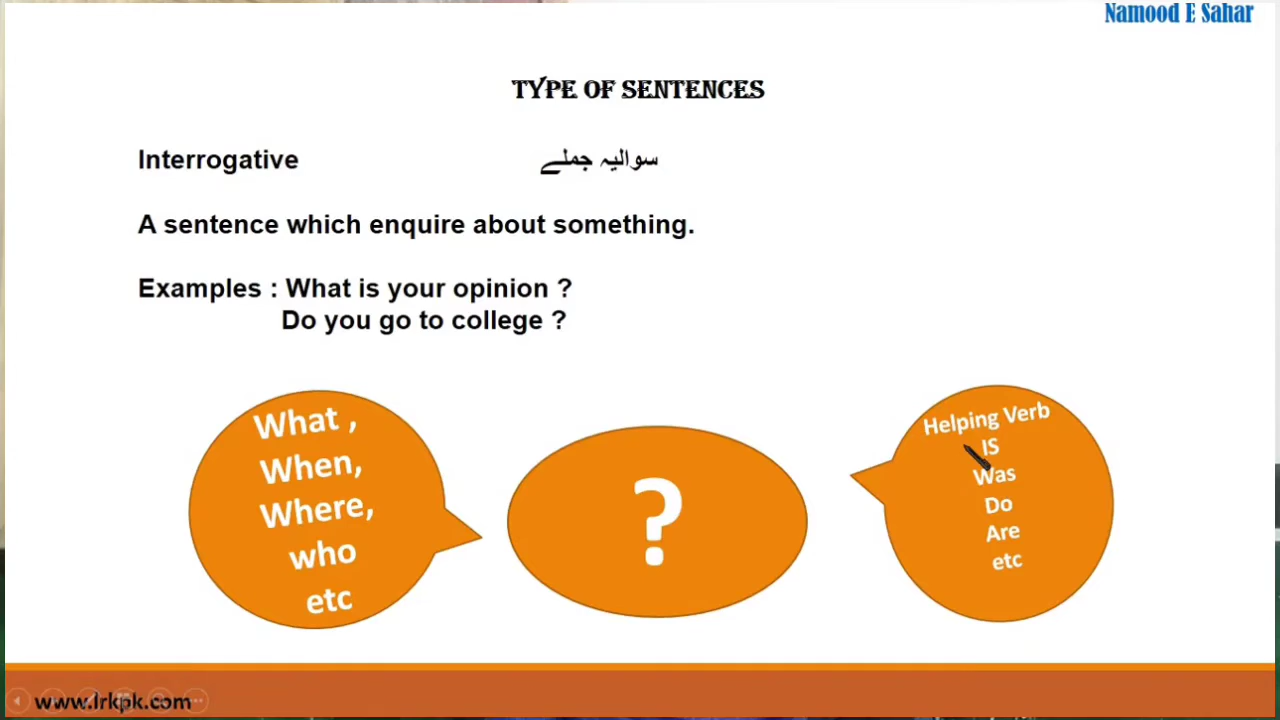 Namood E Sahar
TYPE OF SENTENCES
Interrogative سوالیہ جملے
A sentence which enquire about something.
Examples : What is your opinion ?
Do you go to college ?
What ,
When,
Where,
who
etc
?
Helping Verb
IS
Was
Do
Are
etc
www.lrkpk.com